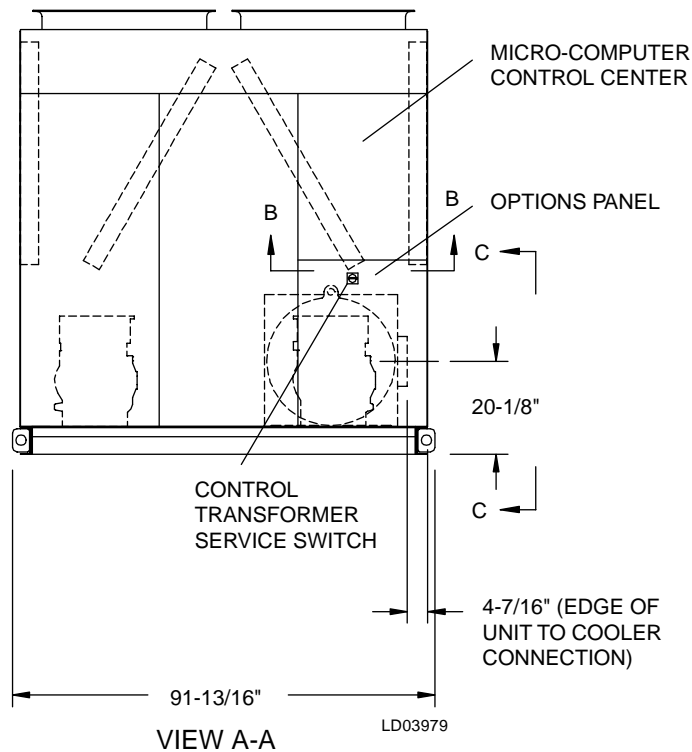 MICRO-COMPUTER
CONTROL CENTER
B
B
OPTIONS PANEL
C
20-1/8"
CONTROL
TRANSFORMER
SERVICE SWITCH
C
4-7/16" (EDGE OF
UNIT TO COOLER
CONNECTION)
91-13/16"
LD03979
VIEW A-A